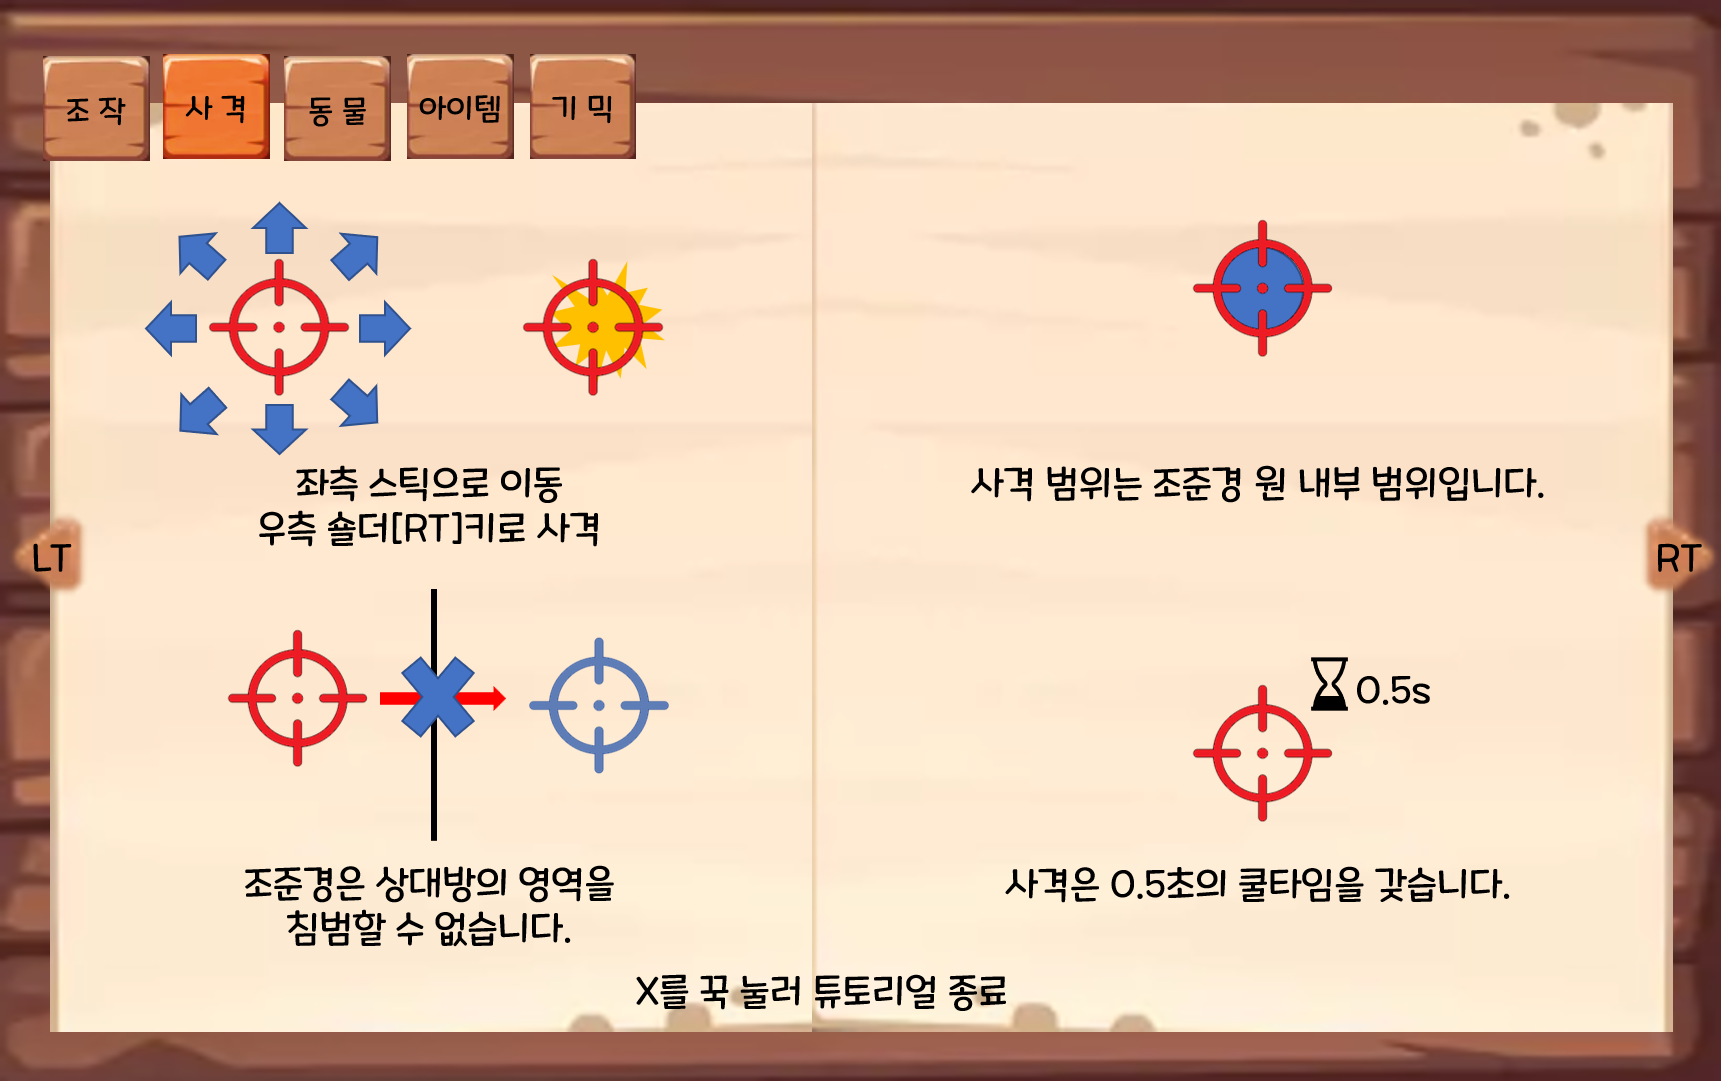 조 작
사 격
동 물
아이템
기 믹
좌측 스틱으로 이동
우측 숄더[RT]키로 사격
사격 범위는 조준경 원 내부 범위입니다.
LT
RT
0.5s
조준경은 상대방의 영역을
침범할 수 없습니다.
사격은 0.5초의 쿨타임을 갖습니다.
X를 꾹 눌러 튜토리얼 종료